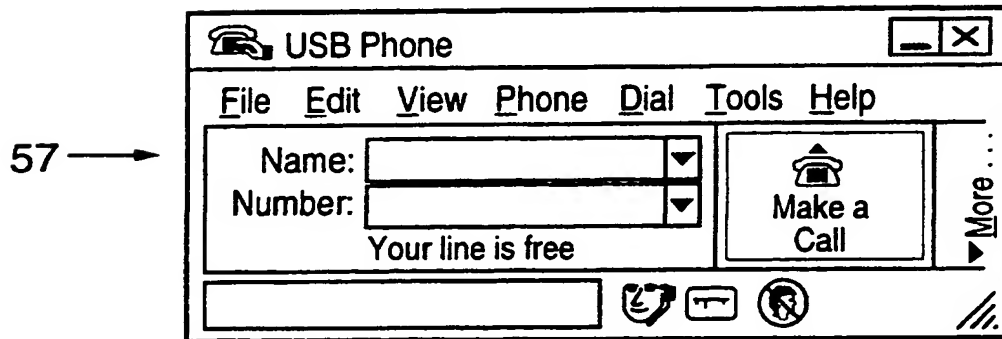 USB Phone
File Edit View Phone Dial Tools Help
57
Name:
Number:
Your line is free
Make a
Call
More...